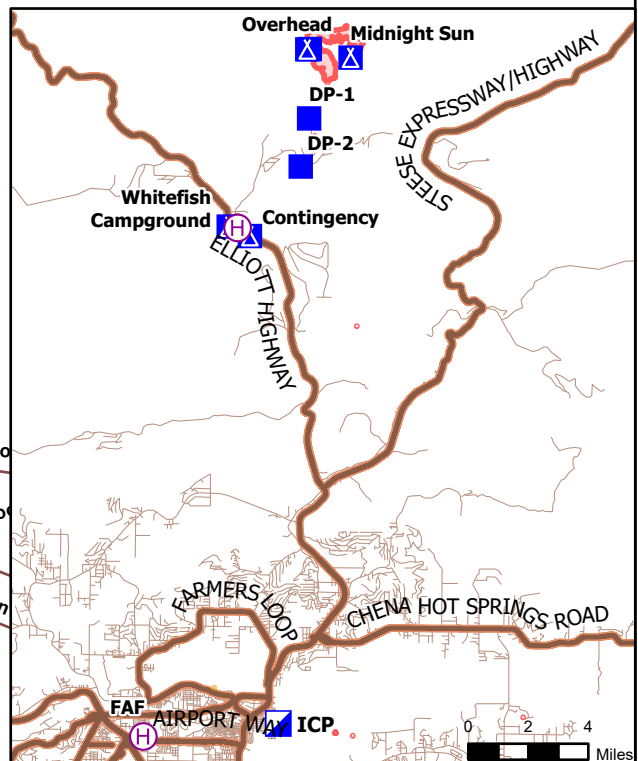 Overhead
Midnight Sun
DP-1
DP-2
STEESE EXPRESSWAY/HIGHWAY
Whitefish
Campground
H
Contingency
ELLIOTT HIGHWAY
o
n
FARMERS LOOP
CHENA HOT SPRINGS ROAD
FAF
H
AIRPORT WAY
ICP
0 2 4
Miles